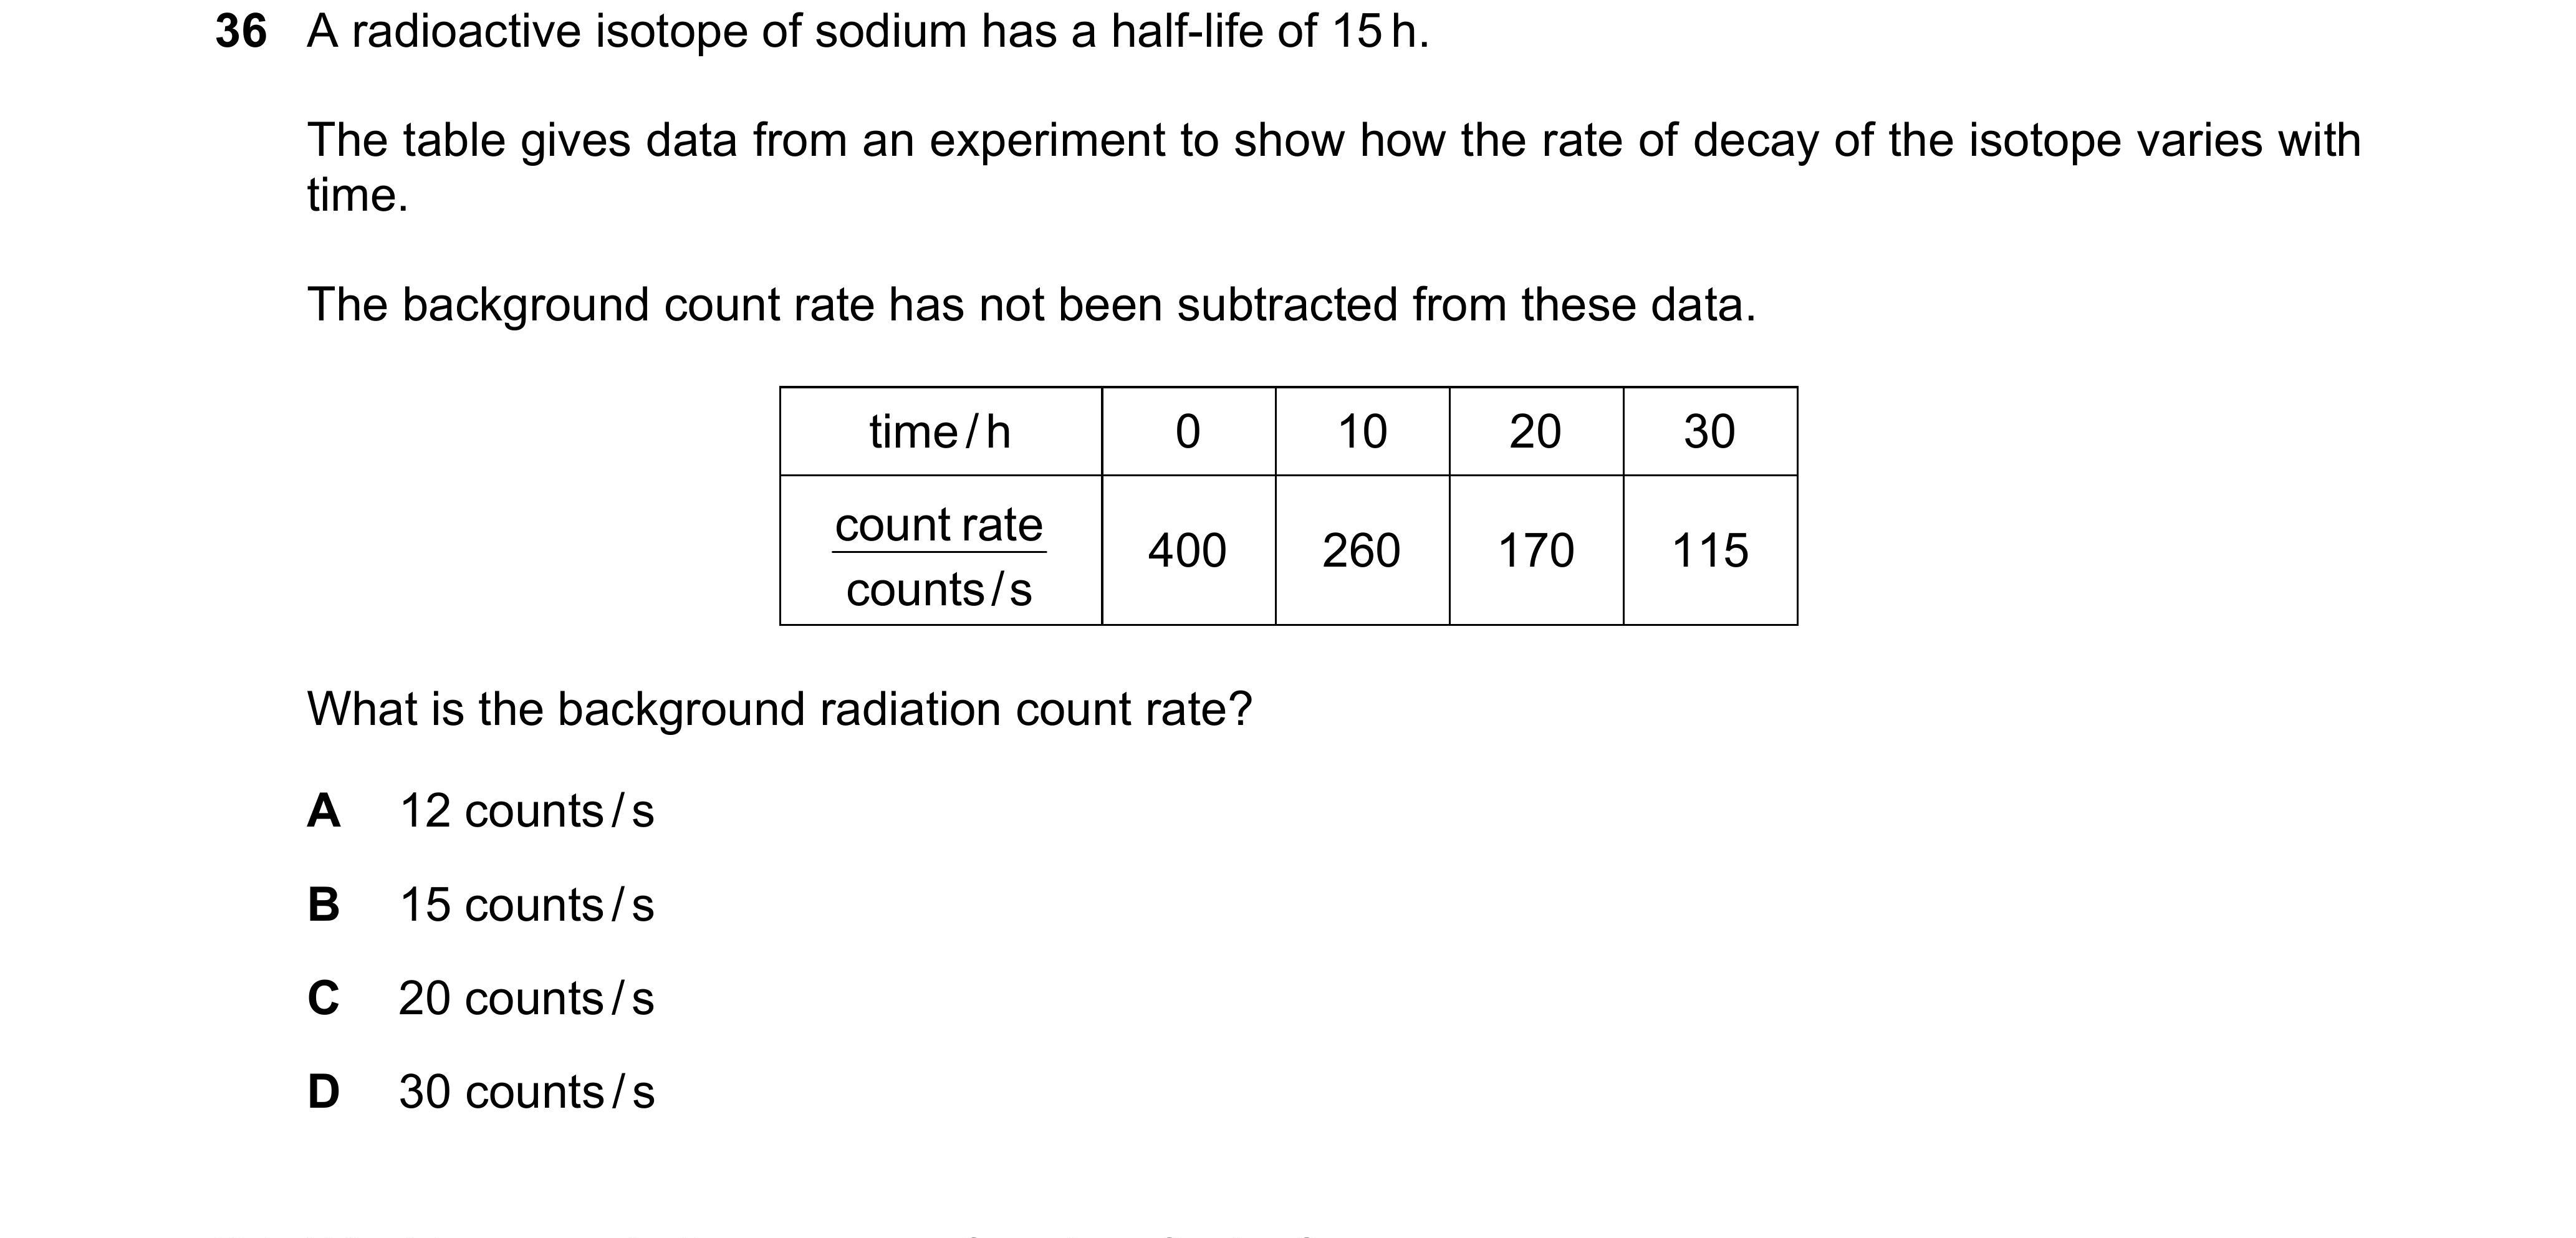 36 A radioactive isotope of sodium has a half-life of 15 h.
The table gives data from an experiment to show how the rate of decay of the isotope varies with
time.
The background count rate has not been subtracted from these data.
time / h 0 10 20 30
count rate
counts / s 400 260 170 115
What is the background radiation count rate?
A 12 counts / s
B 15 counts / s
C 20 counts / s
D 30 counts / s